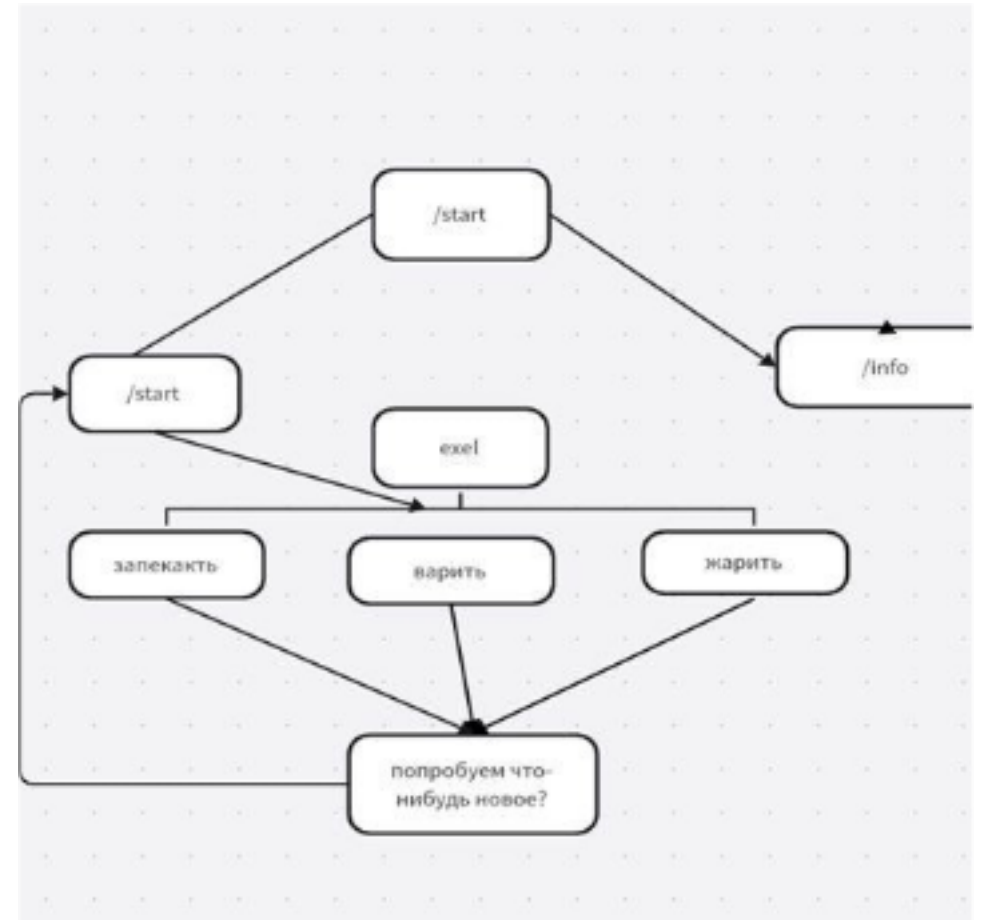 /start
/info
/start
exel
запекакть
варить
жарить
попробуем что-
нибудь новое?